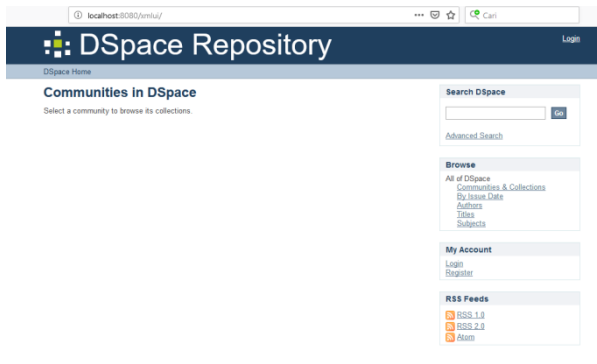 localhost:8080/xmlui/
Cari
DSpace Repository
Login
DSpace Home
Communities in DSpace
Select a community to browse its collections.
Search DSpace
Go
Advanced Search
Browse
All of DSpace
Communities & Collections
By Issue Date
Authors
Titles
Subjects
My Account
Login
Register
RSS Feeds
RSS 1.0
RSS 2.0
Atom